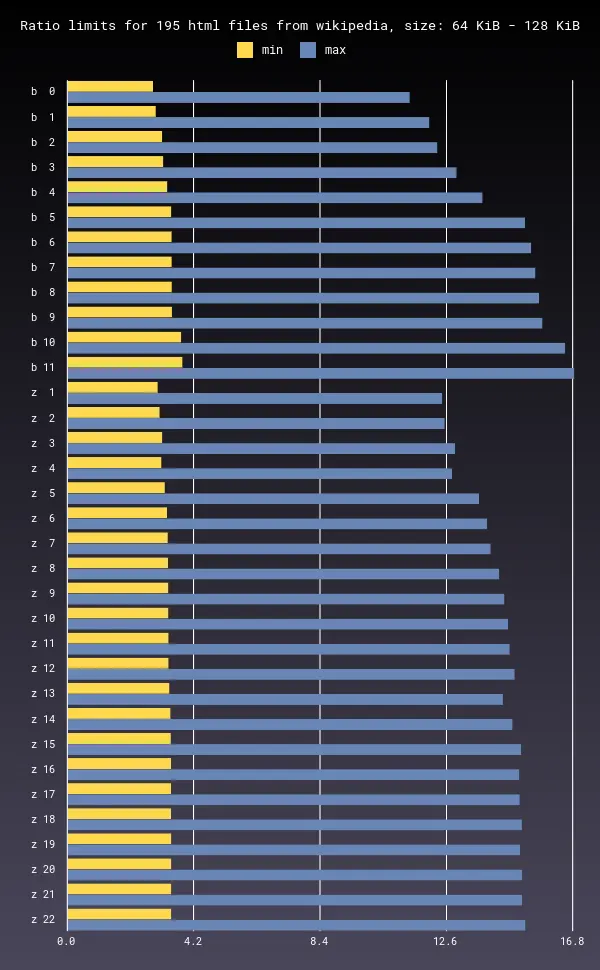 Ratio limits for 195 html files from wikipedia, size: 64 KiB - 128 KiB
min max
b 0
b 1
b 2
b 3
b 4
b 5
b 6
b 7
b 8
b 9
b 10
b 11
z 1
z 2
z 3
z 4
z 5
z 6
z 7
z 8
z 9
z 10
z 11
z 12
z 13
z 14
z 15
z 16
z 17
z 18
z 19
z 20
z 21
z 22
0.0 4.2 8.4 12.6 16.8